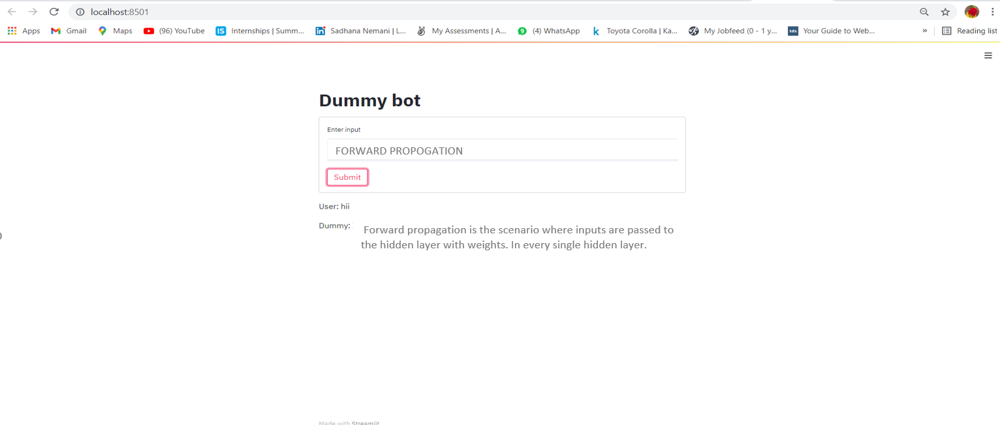 localhost:8501
Apps Gmail Maps (96) YouTube Internships | Summ... Sadhana Nemani | L... My Assessments | A... (4) WhatsApp Toyota Corolla | Ka... My Jobfeed (0 - 1 y... Your Guide to Web... » Reading list
Dummy bot
Enter input
FORWARD PROPOGATION
Submit
User: hii
Dummy: Forward propagation is the scenario where inputs are passed to
the hidden layer with weights. In every single hidden layer.
Made with Streamlit